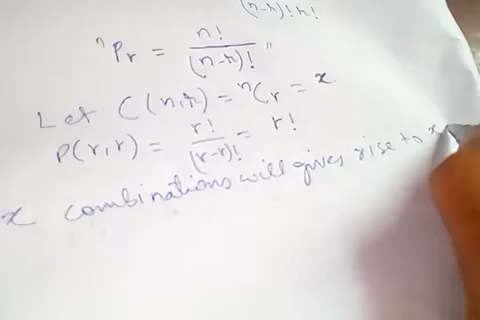 (n-r)! r!
ⁿPᵣ = n!/(n-r)! "
Let C(n,r) = ⁿCᵣ = x
P(r,r) = r!/(r-r)! = r!
x combinations will gives rise to x